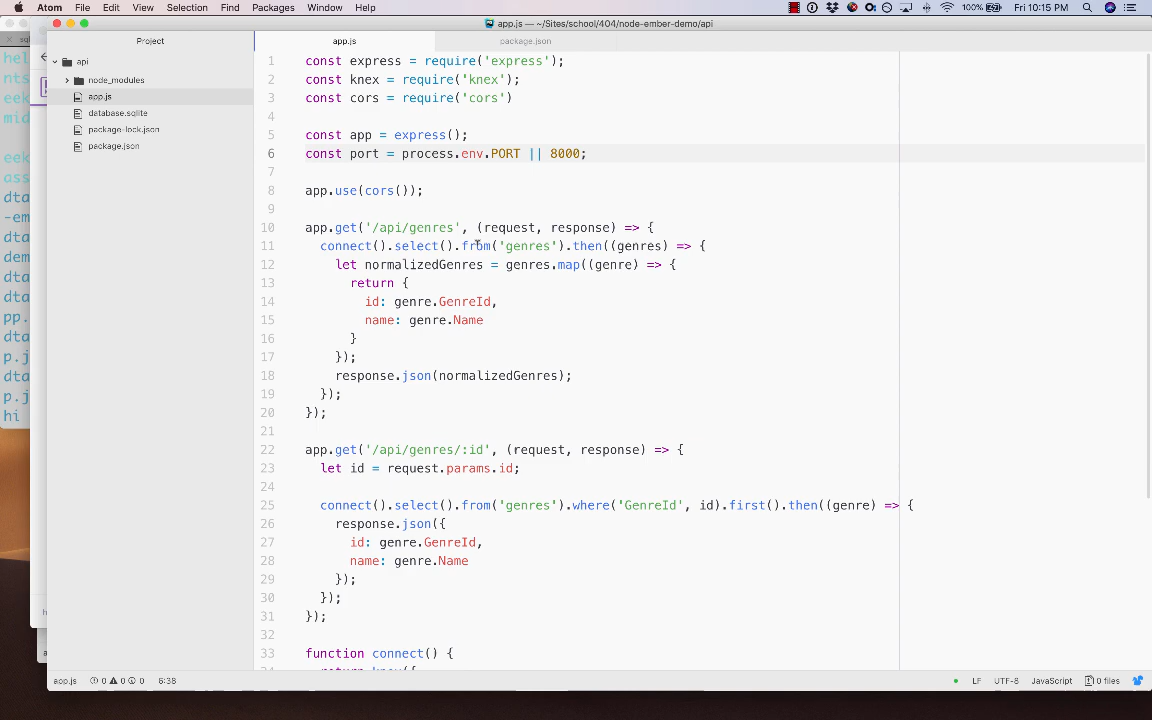 Atom File Edit View Selection Find Packages Window Help 100% Fri 10:15 PM
app.js — ~/Sites/school/404/node-ember-demo/api
Project
app.js
package.json
api
node_modules
app.js
database.sqlite
package-lock.json
package.json
1 const express = require('express');
2 const knex = require('knex');
3 const cors = require('cors')
4
5 const app = express();
6 const port = process.env.PORT || 8000;
7
8 app.use(cors());
9
10 app.get('/api/genres', (request, response) => {
11 connect().select().from('genres').then((genres) => {
12 let normalizedGenres = genres.map((genre) => {
13 return {
14 id: genre.GenreId,
15 name: genre.Name
16 }
17 });
18 response.json(normalizedGenres);
19 });
20 });
21
22 app.get('/api/genres/:id', (request, response) => {
23 let id = request.params.id;
24
25 connect().select().from('genres').where('GenreId', id).first().then((genre) => {
26 response.json({
27 id: genre.GenreId,
28 name: genre.Name
29 });
30 });
31 });
32
33 function connect() {
app.js 0 0 0 6:38 LF UTF-8 JavaScript 0 files